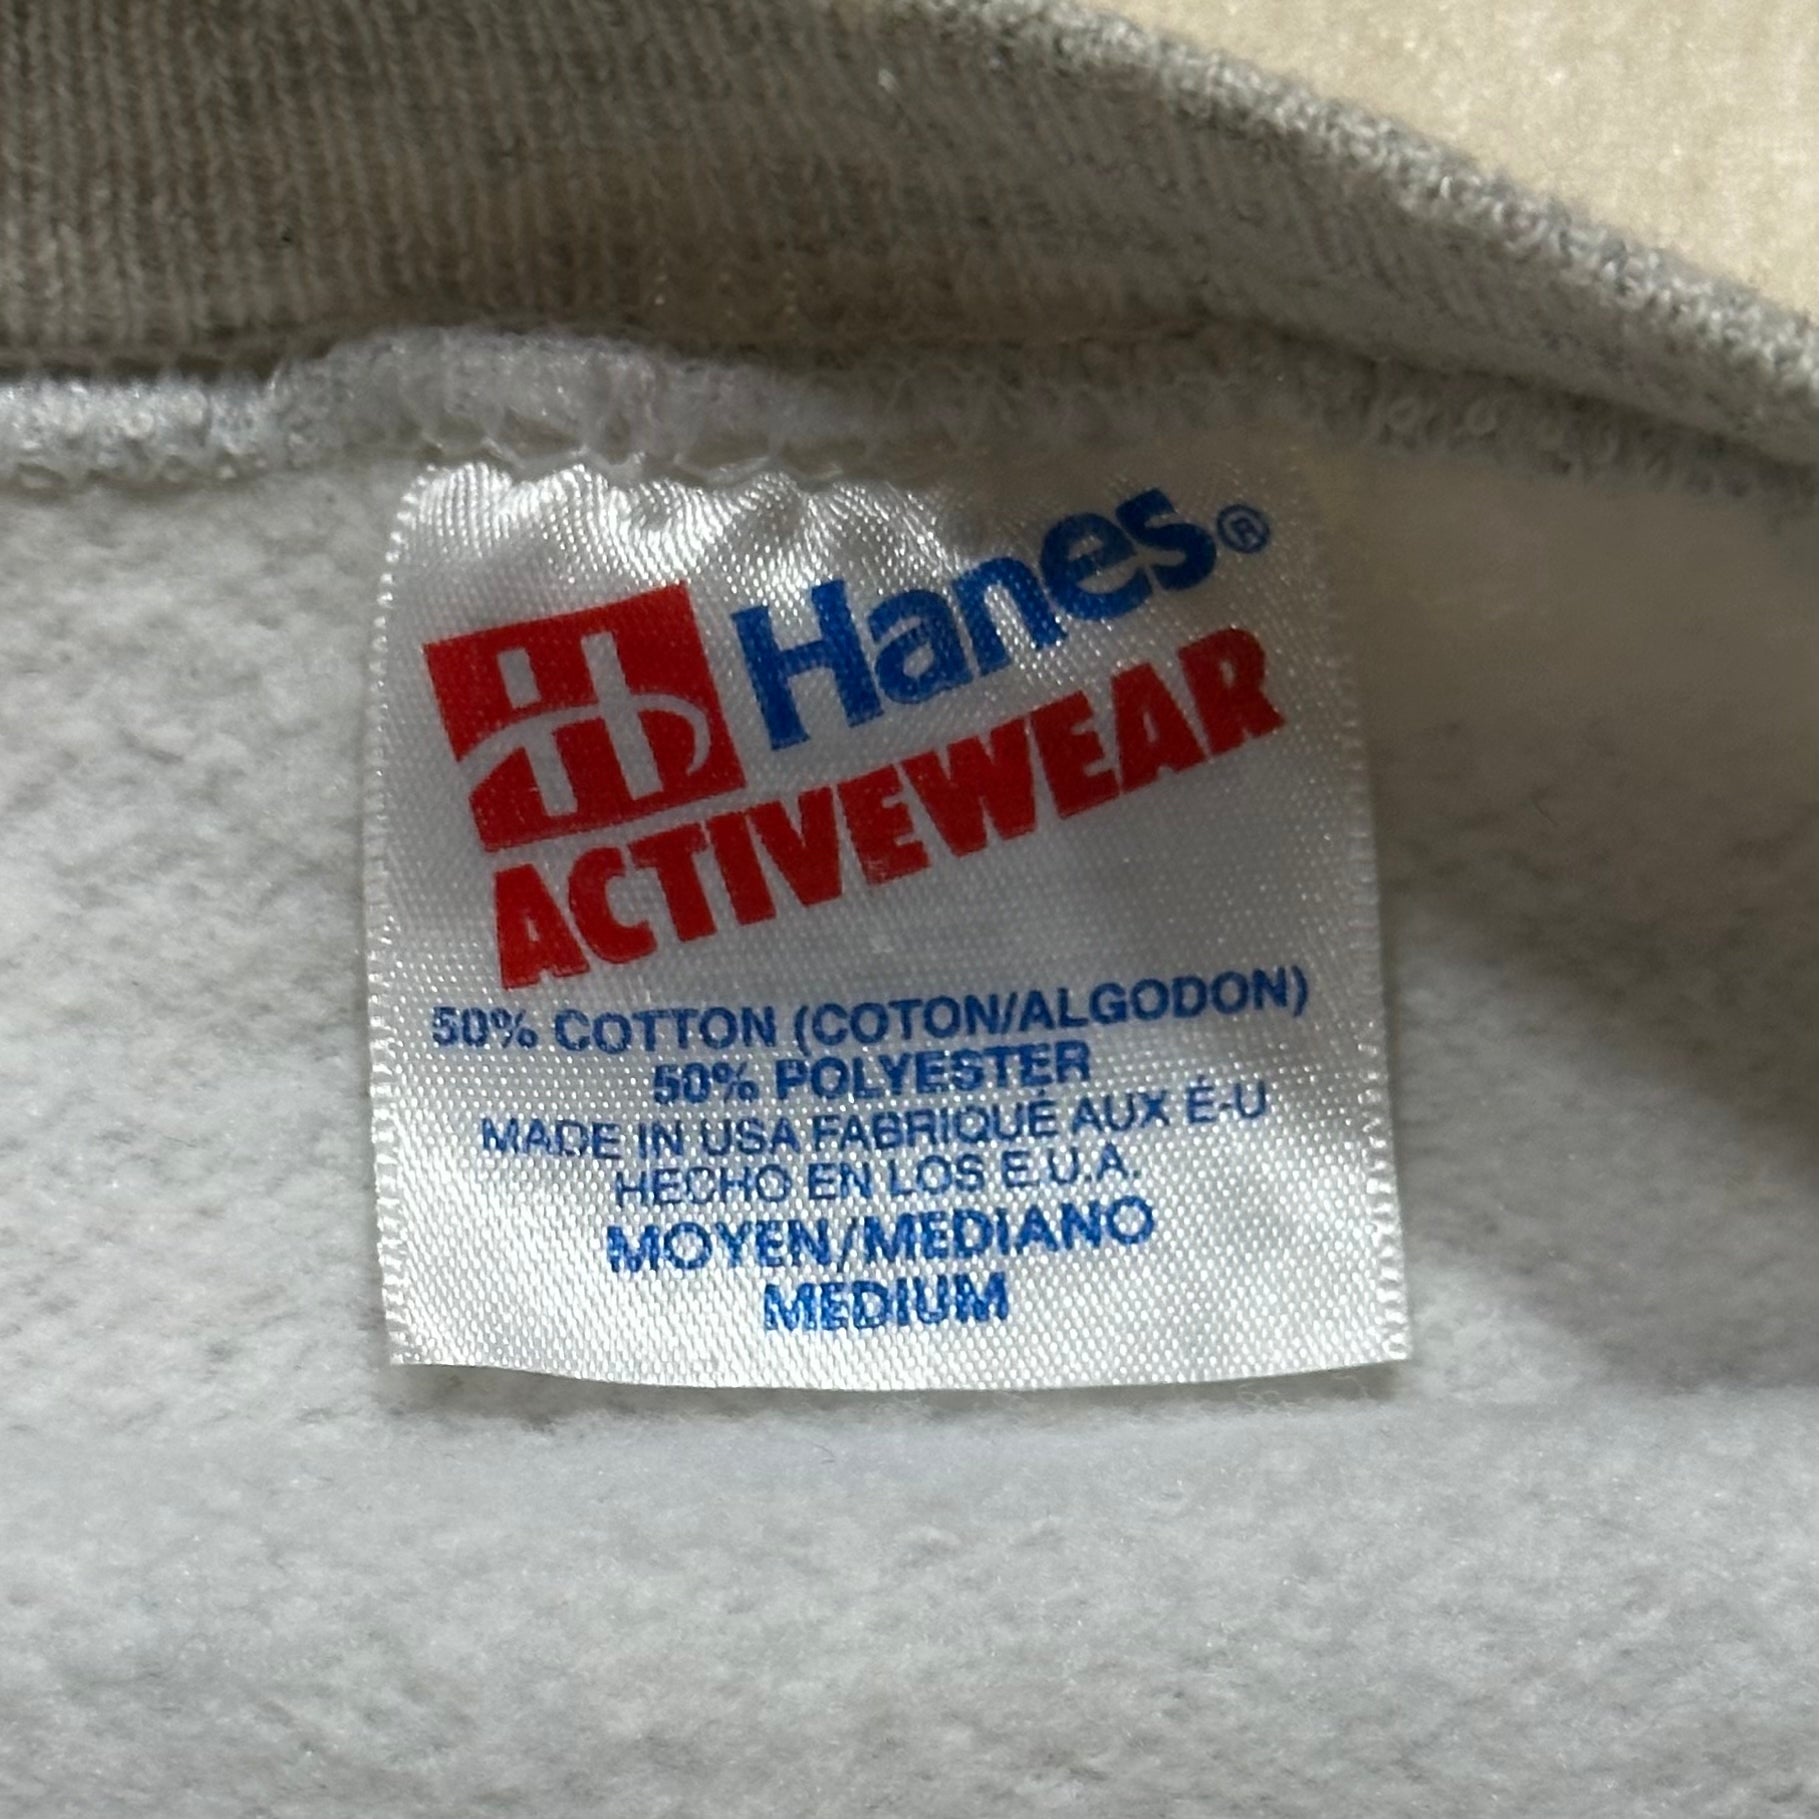 Hanes®
ACTIVEWEAR
50% COTTON (COTON/ALGODON)
50% POLYESTER
MADE IN USA FABRIQUÉ AUX É-U
HECHO EN LOS E.U.A.
MOYEN/MEDIANO
MEDIUM